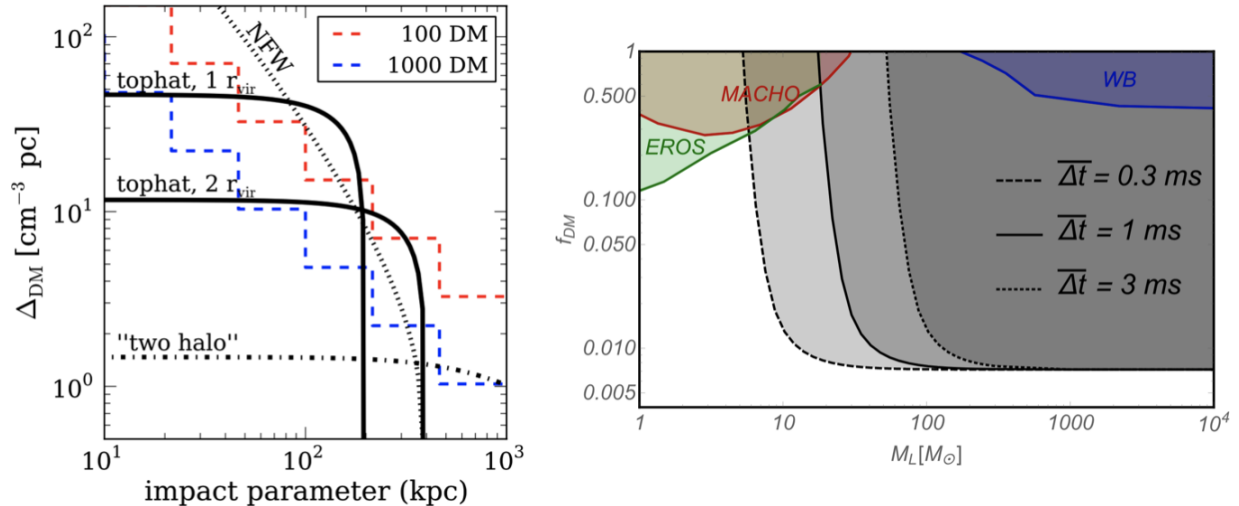 10²
10¹
10⁰
Δ_DM [cm⁻³ pc]
tophat, 1 r_vir
tophat, 2 r_vir
"two halo"
NFW
100 DM
1000 DM
10¹
10²
10³
impact parameter (kpc)
1
0.500
0.100
0.050
0.010
0.005
f_DM
MACHO
EROS
WB
Δt = 0.3 ms
Δt = 1 ms
Δt = 3 ms
1
10
100
1000
10⁴
M_L[M_⊙]